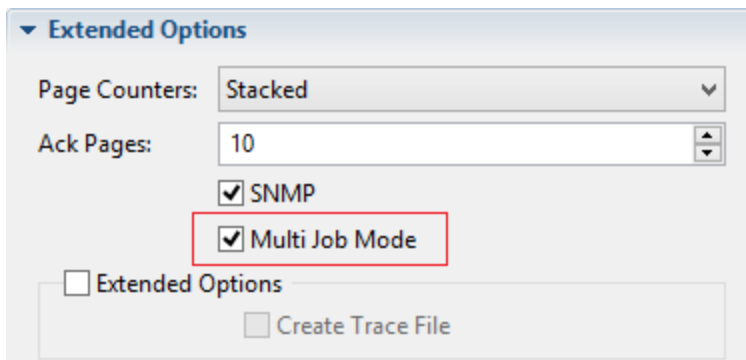 Extended Options
Page Counters: Stacked
Ack Pages: 10
SNMP
Multi Job Mode
Extended Options
Create Trace File